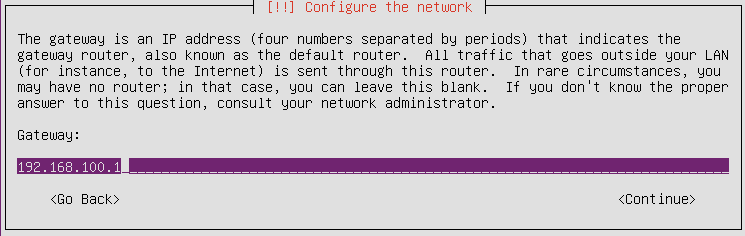 [!!] Configure the network
The gateway is an IP address (four numbers separated by periods) that indicates the
gateway router, also known as the default router.  All traffic that goes outside your LAN
(for instance, to the Internet) is sent through this router.  In rare circumstances, you
may have no router; in that case, you can leave this blank.  If you don't know the proper
answer to this question, consult your network administrator.
Gateway:
192.168.100.1
<Go Back> <Continue>